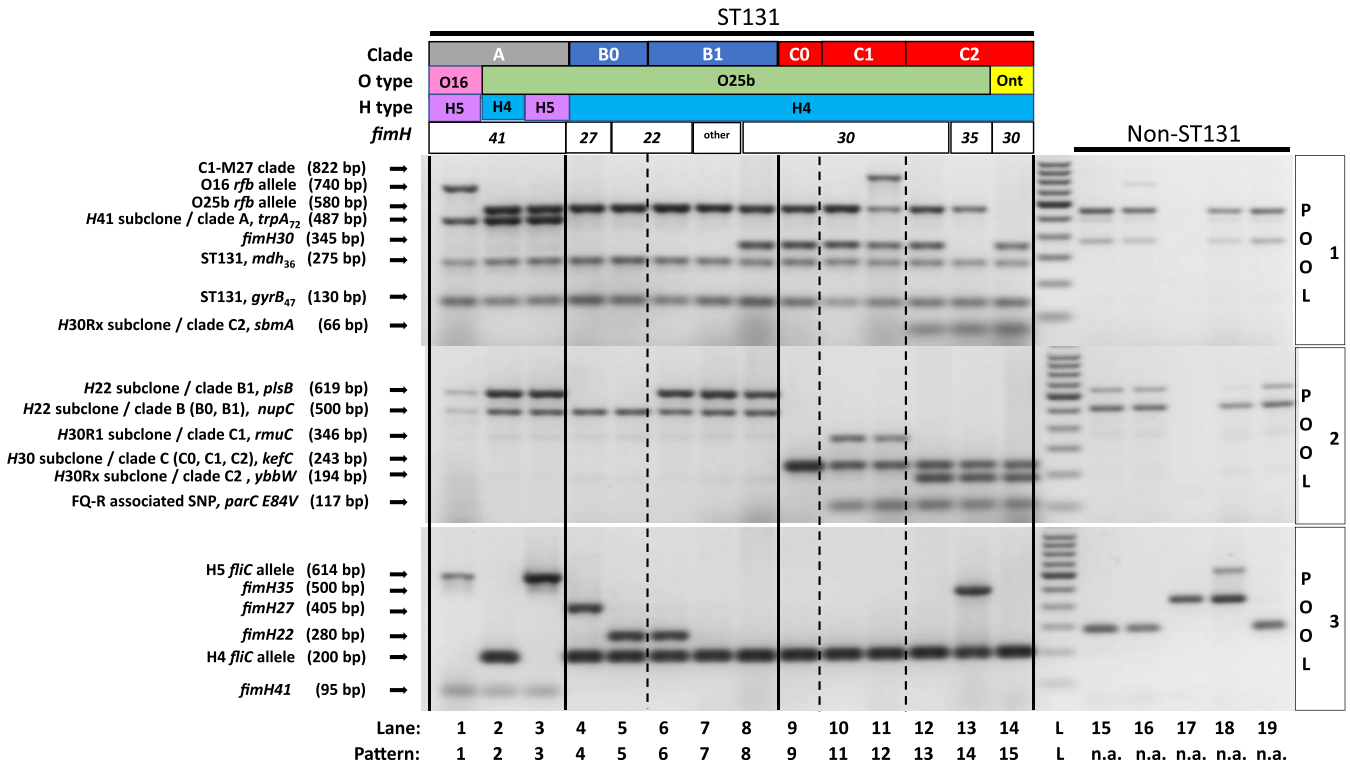 ST131
Clade A B0 B1 C0 C1 C2
O type O16 O25b Ont
H type H5 H4 H5 H4
fimH 41 27 22 other 30 35 30
Non-ST131
C1-M27 clade (822 bp)
O16 rfb allele (740 bp)
O25b rfb allele (580 bp)
H41 subclone / clade A, trpA72 (487 bp)
fimH30 (345 bp)
ST131, mdh36 (275 bp)
ST131, gyrB47 (130 bp)
H30Rx subclone / clade C2, sbmA (66 bp)
POOL 1
H22 subclone / clade B1, plsB (619 bp)
H22 subclone / clade B (B0, B1), nupC (500 bp)
H30R1 subclone / clade C1, rmuC (346 bp)
H30 subclone / clade C (C0, C1, C2), kefC (243 bp)
H30Rx subclone / clade C2 , ybbW (194 bp)
FQ-R associated SNP, parC E84V (117 bp)
POOL 2
H5 fliC allele (614 bp)
fimH35 (500 bp)
fimH27 (405 bp)
fimH22 (280 bp)
H4 fliC allele (200 bp)
fimH41 (95 bp)
POOL 3
Lane: 1 2 3 4 5 6 7 8 9 10 11 12 13 14 L 15 16 17 18 19
Pattern: 1 2 3 4 5 6 7 8 9 11 12 13 14 15 L n.a. n.a. n.a. n.a. n.a.